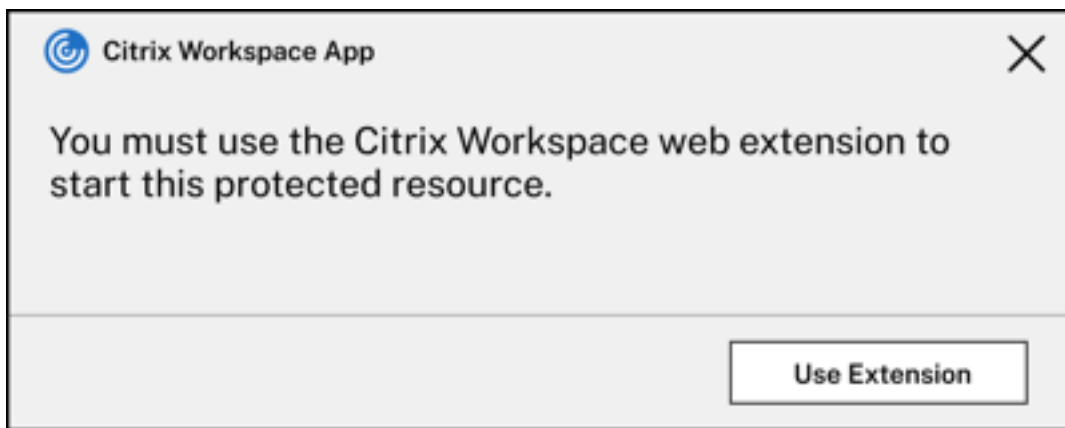 Citrix Workspace App
You must use the Citrix Workspace web extension to
start this protected resource.
Use Extension